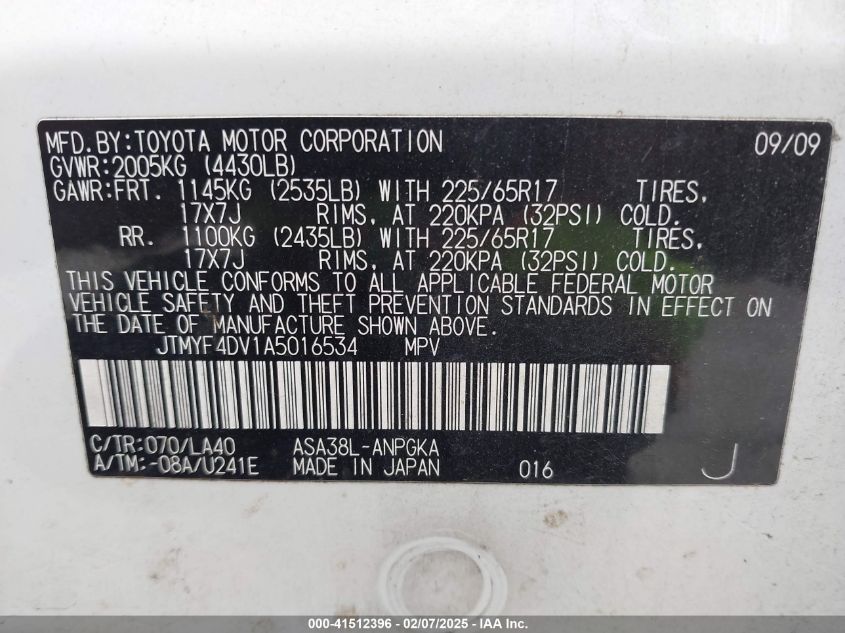 MFD.BY:TOYOTA MOTOR CORPORATION 09/09
GVWR:2005KG (4430LB)
GAWR:FRT. 1145KG (2535LB) WITH 225/65R17 TIRES,
17X7J RIMS, AT 220KPA (32PSI) COLD.
RR. 1100KG (2435LB) WITH 225/65R17 TIRES,
17X7J RIMS, AT 220KPA (32PSI) COLD.
THIS VEHICLE CONFORMS TO ALL APPLICABLE FEDERAL MOTOR
VEHICLE SAFETY AND THEFT PREVENTION STANDARDS IN EFFECT ON
THE DATE OF MANUFACTURE SHOWN ABOVE.
JTMYF4DV1A5016534 MPV
C/TR:070/LA40 ASA38L-ANPGKA
A/TM:-08A/U241E MADE IN JAPAN 016 J
000-41512396 - 02/07/2025 - IAA Inc.